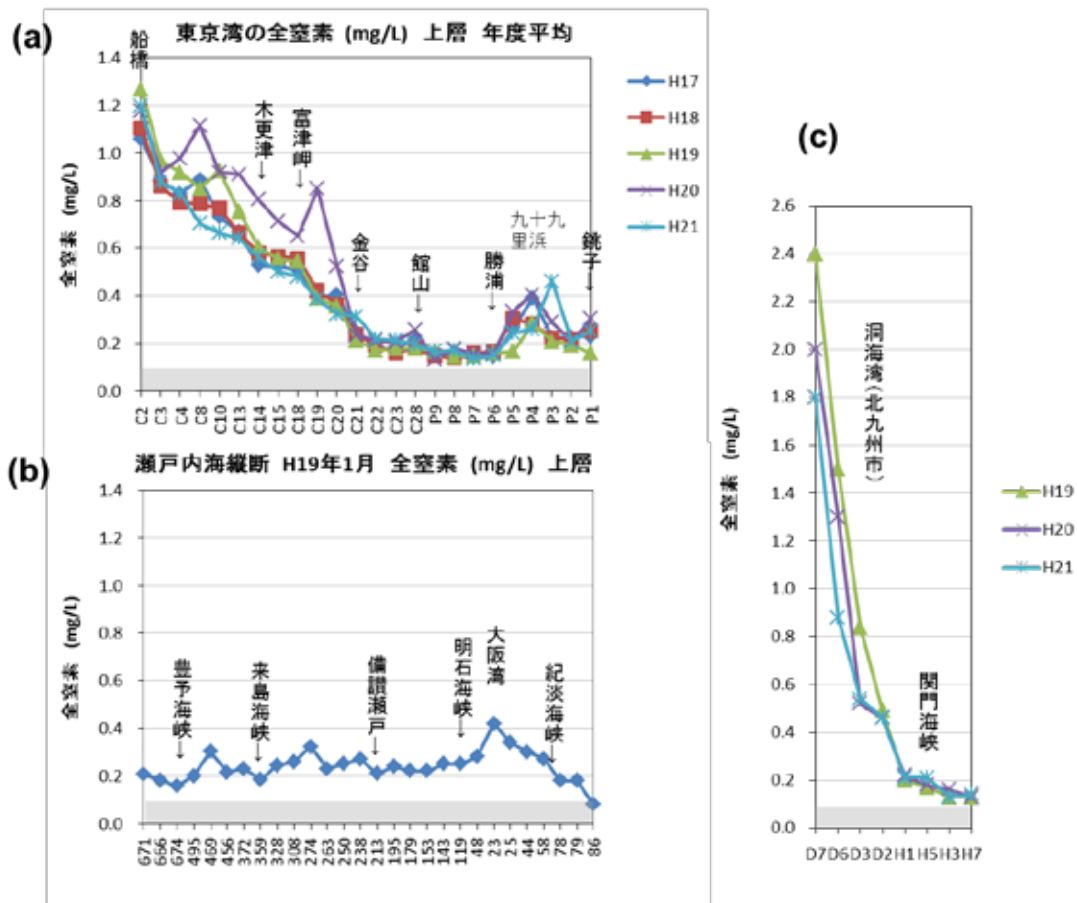 (a)
東京湾の全窒素 (mg/L) 上層 年度平均
全窒素 (mg/L)
1.4
1.2
1.0
0.8
0.6
0.4
0.2
0.0
船橋
木更津
↓
富津岬
↓
金谷
↓
館山
↓
勝浦
↓
九十九
里浜
銚子
↓
C2 C3 C4 C8 C10 C13 C14 C15 C18 C19 C20 C21 C22 C23 C28 P9 P8 P7 P6 P5 P4 P3 P2 P1
H17
H18
H19
H20
H21
(b)
瀬戸内海縦断 H19年1月 全窒素 (mg/L) 上層
全窒素 (mg/L)
1.4
1.2
1.0
0.8
0.6
0.4
0.2
0.0
豊予海峡
↓
来島海峡
↓
備讃瀬戸
↓
明石海峡
↓
大阪湾
紀淡海峡
↓
671 666 674 495 469 456 372 359 328 308 274 263 250 238 213 195 179 153 143 119 48 23 25 44 58 78 79 86
(c)
全窒素 (mg/L)
2.6
2.4
2.2
2.0
1.8
1.6
1.4
1.2
1.0
0.8
0.6
0.4
0.2
0.0
洞海湾(北九州市)
関門海峡
D7 D6 D3 D2 H1 H5 H3 H7
H19
H20
H21